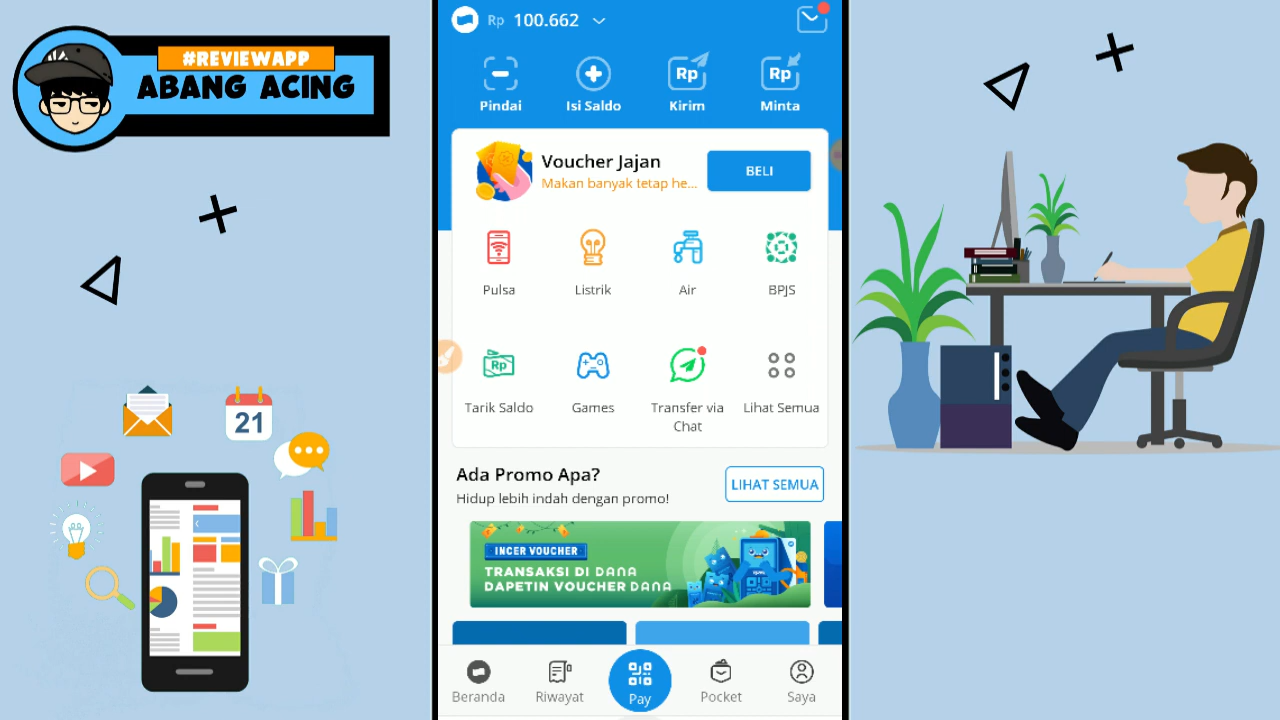 #REVIEWAPP
ABANG ACING
Rp 100.662
Pindai
Isi Saldo
Rp
Kirim
Rp
Minta
Voucher Jajan
Makan banyak tetap he...
BELI
Pulsa
Listrik
Air
BPJS
Rp
Tarik Saldo
Games
Transfer via
Chat
Lihat Semua
Ada Promo Apa?
Hidup lebih indah dengan promo!
LIHAT SEMUA
INCER VOUCHER
TRANSAKSI DI DANA
DAPETIN VOUCHER DANA
21
Beranda
Riwayat
Pay
Pocket
Saya